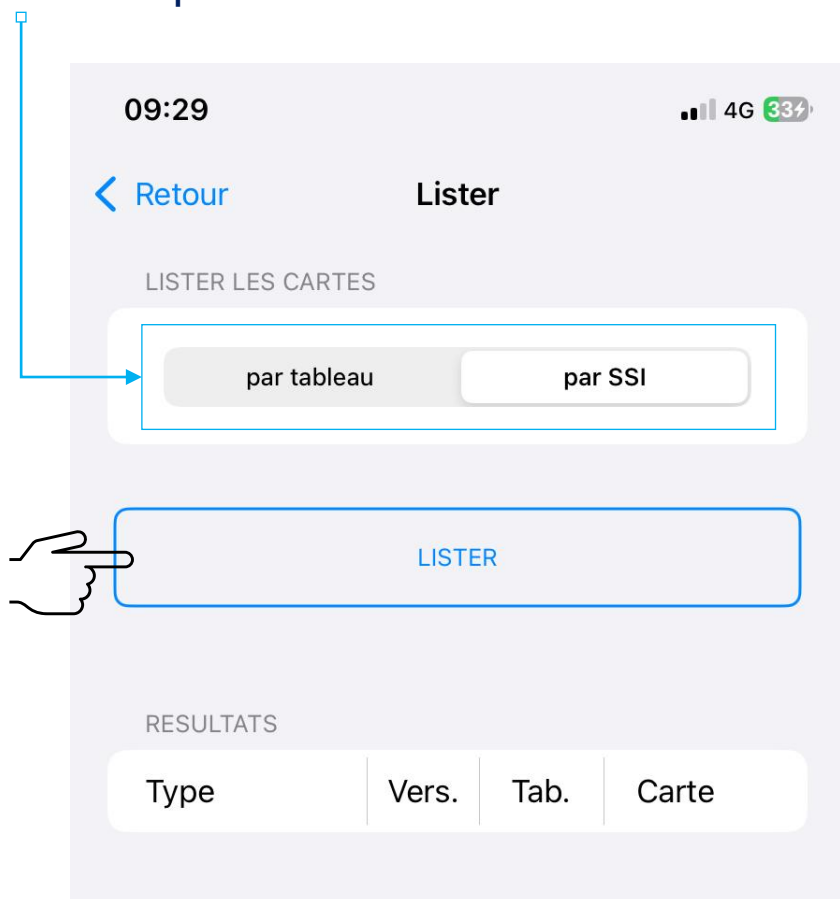 09:29 4G 33
Retour Lister
LISTER LES CARTES
par tableau par SSI
LISTER
RESULTATS
Type Vers. Tab. Carte